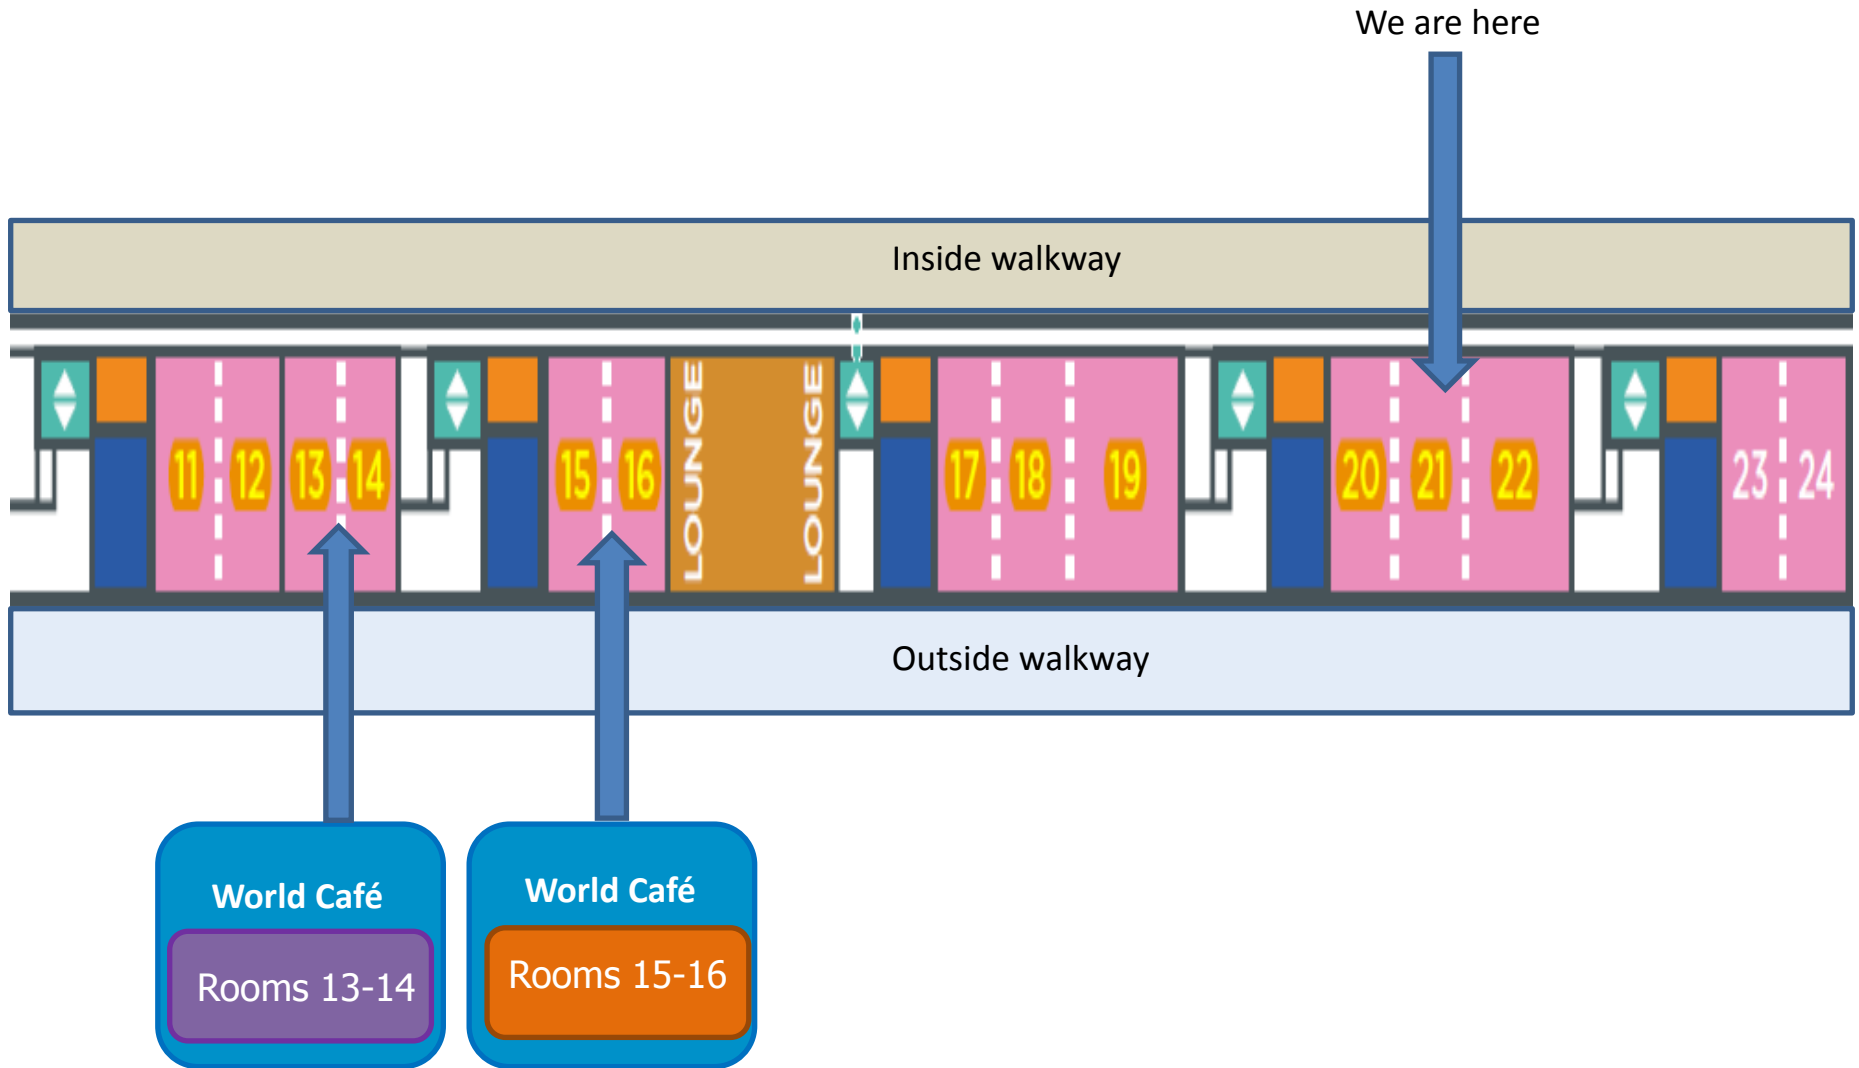 We are here
Inside walkway
11 12 13 14 15 16 LOUNGE LOUNGE 17 18 19 20 21 22 23 24
Outside walkway
World Café
Rooms 13-14
World Café
Rooms 15-16